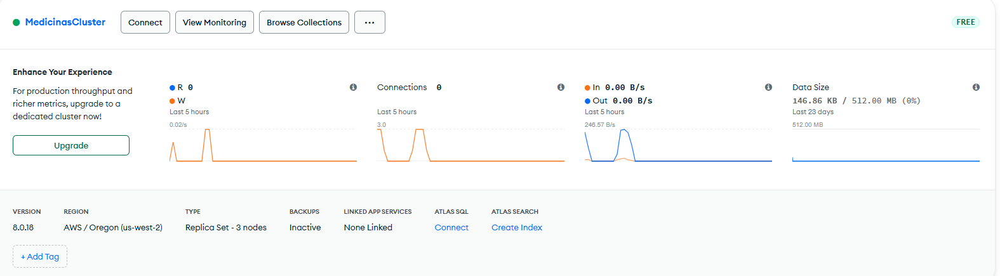 MedicinasCluster
Connect
View Monitoring
Browse Collections
...
FREE
Enhance Your Experience
For production throughput and
richer metrics, upgrade to a
dedicated cluster now!
Upgrade
R 0
W
Last 5 hours
0.02/s
Connections 0
Last 5 hours
3.0
In 0.00 B/s
Out 0.00 B/s
Last 5 hours
246.57 B/s
Data Size
146.86 KB / 512.00 MB (0%)
Last 23 days
512.00 MB
VERSION
8.0.18
REGION
AWS / Oregon (us-west-2)
TYPE
Replica Set - 3 nodes
BACKUPS
Inactive
LINKED APP SERVICES
None Linked
ATLAS SQL
Connect
ATLAS SEARCH
Create Index
+ Add Tag